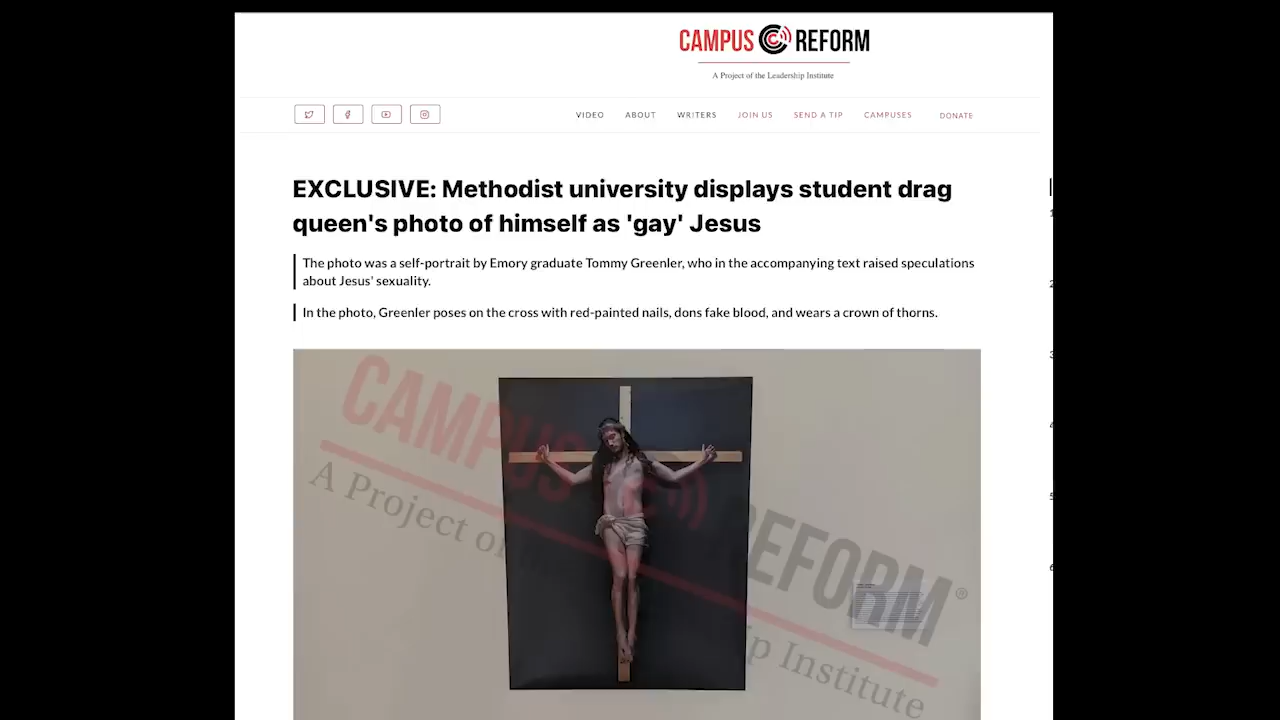 CAMPUS REFORM
A Project of the Leadership Institute
VIDEO ABOUT WRITERS JOIN US SEND A TIP CAMPUSES DONATE
EXCLUSIVE: Methodist university displays student drag
queen's photo of himself as 'gay' Jesus
The photo was a self-portrait by Emory graduate Tommy Greenler, who in the accompanying text raised speculations
about Jesus' sexuality.
In the photo, Greenler poses on the cross with red-painted nails, dons fake blood, and wears a crown of thorns.
CAMPUS REFORM®
A Project of the Leadership Institute